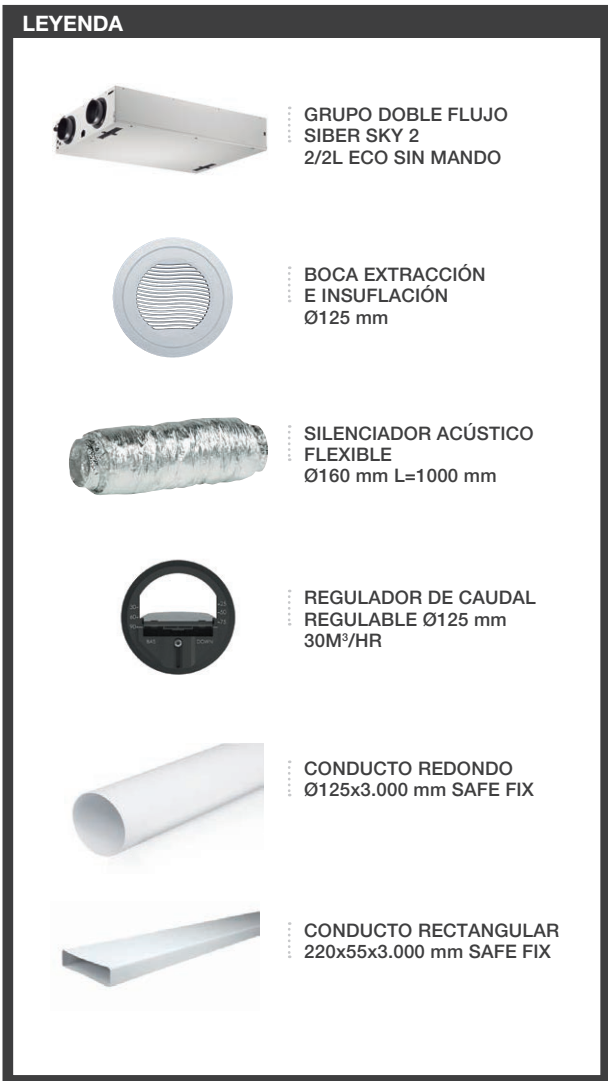 LEYENDA
GRUPO DOBLE FLUJO
SIBER SKY 2
2/2L ECO SIN MANDO
BOCA EXTRACCIÓN
E INSUFLACIÓN
Ø125 mm
SILENCIADOR ACÚSTICO
FLEXIBLE
Ø160 mm L=1000 mm
REGULADOR DE CAUDAL
REGULABLE Ø125 mm
30M³/HR
CONDUCTO REDONDO
Ø125x3.000 mm SAFE FIX
CONDUCTO RECTANGULAR
220x55x3.000 mm SAFE FIX